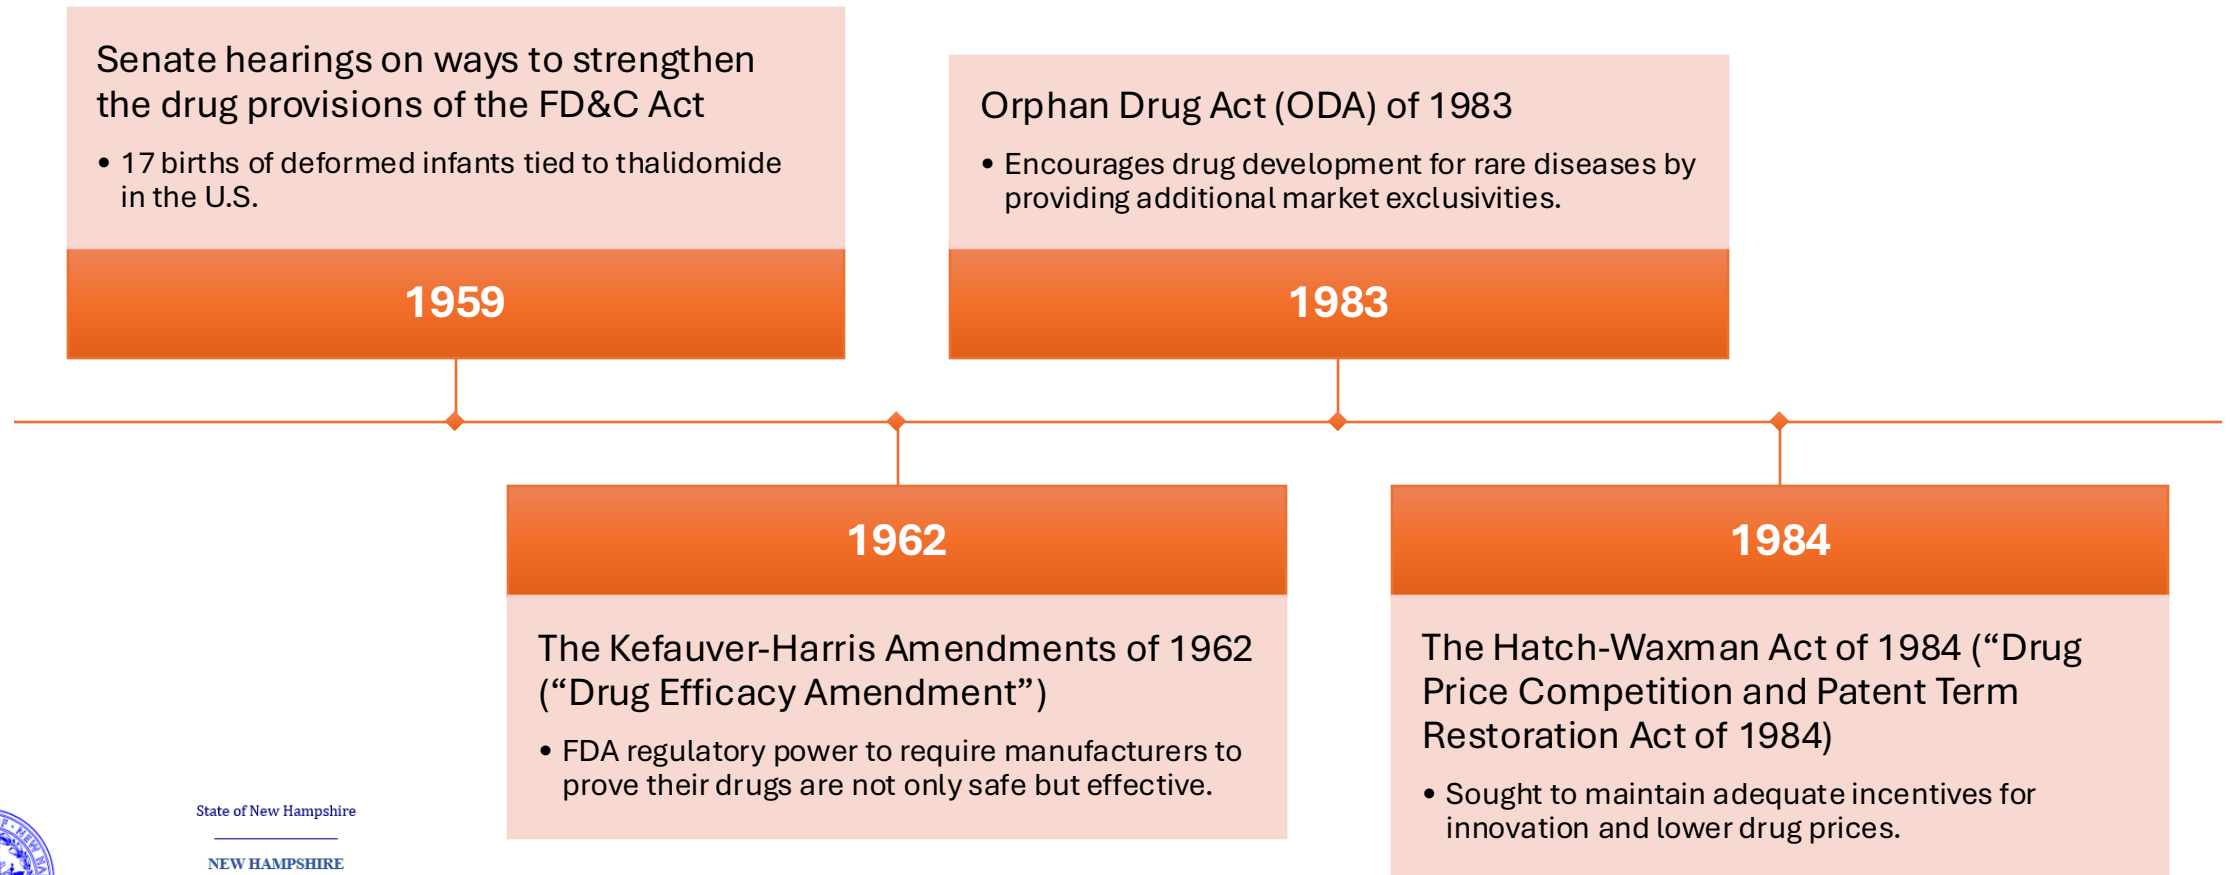 Senate hearings on ways to strengthen
the drug provisions of the FD&C Act
• 17 births of deformed infants tied to thalidomide
in the U.S.
1959
Orphan Drug Act (ODA) of 1983
• Encourages drug development for rare diseases by
providing additional market exclusivities.
1983
1962
The Kefauver-Harris Amendments of 1962
(“Drug Efficacy Amendment”)
• FDA regulatory power to require manufacturers to
prove their drugs are not only safe but effective.
1984
The Hatch-Waxman Act of 1984 (“Drug
Price Competition and Patent Term
Restoration Act of 1984)
• Sought to maintain adequate incentives for
innovation and lower drug prices.
State of New Hampshire
NEW HAMPSHIRE